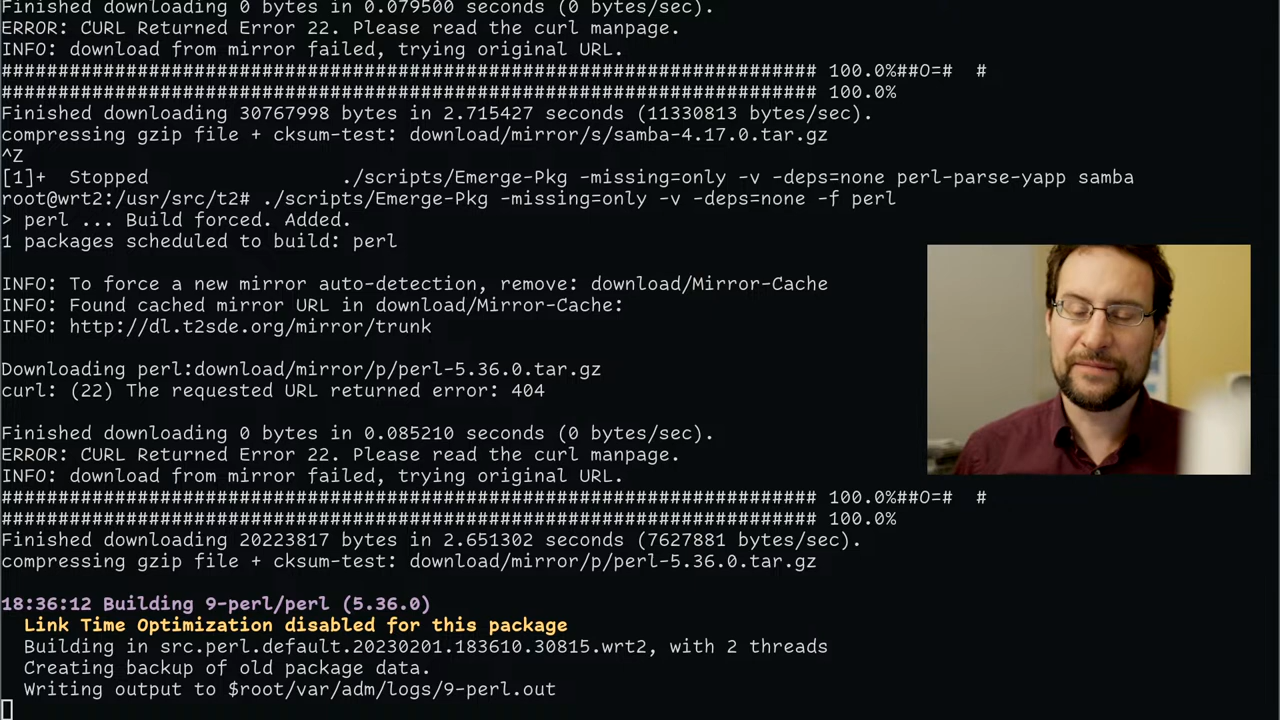 Finished downloading 0 bytes in 0.079500 seconds (0 bytes/sec).
ERROR: CURL Returned Error 22. Please read the curl manpage.
INFO: download from mirror failed, trying original URL.
######################################################################## 100.0%##O=#  #
######################################################################## 100.0%
Finished downloading 30767998 bytes in 2.715427 seconds (11330813 bytes/sec).
compressing gzip file + cksum-test: download/mirror/s/samba-4.17.0.tar.gz
^Z
[1]+  Stopped                 ./scripts/Emerge-Pkg -missing=only -v -deps=none perl-parse-yapp samba
root@wrt2:/usr/src/t2# ./scripts/Emerge-Pkg -missing=only -v -deps=none -f perl
> perl ... Build forced. Added.
1 packages scheduled to build: perl
INFO: To force a new mirror auto-detection, remove: download/Mirror-Cache
INFO: Found cached mirror URL in download/Mirror-Cache:
INFO: http://dl.t2sde.org/mirror/trunk
Downloading perl:download/mirror/p/perl-5.36.0.tar.gz
curl: (22) The requested URL returned error: 404
Finished downloading 0 bytes in 0.085210 seconds (0 bytes/sec).
ERROR: CURL Returned Error 22. Please read the curl manpage.
INFO: download from mirror failed, trying original URL.
######################################################################## 100.0%##O=#  #
######################################################################## 100.0%
Finished downloading 20223817 bytes in 2.651302 seconds (7627881 bytes/sec).
compressing gzip file + cksum-test: download/mirror/p/perl-5.36.0.tar.gz
18:36:12 Building 9-perl/perl (5.36.0)
Link Time Optimization disabled for this package
Building in src.perl.default.20230201.183610.30815.wrt2, with 2 threads
Creating backup of old package data.
Writing output to $root/var/adm/logs/9-perl.out